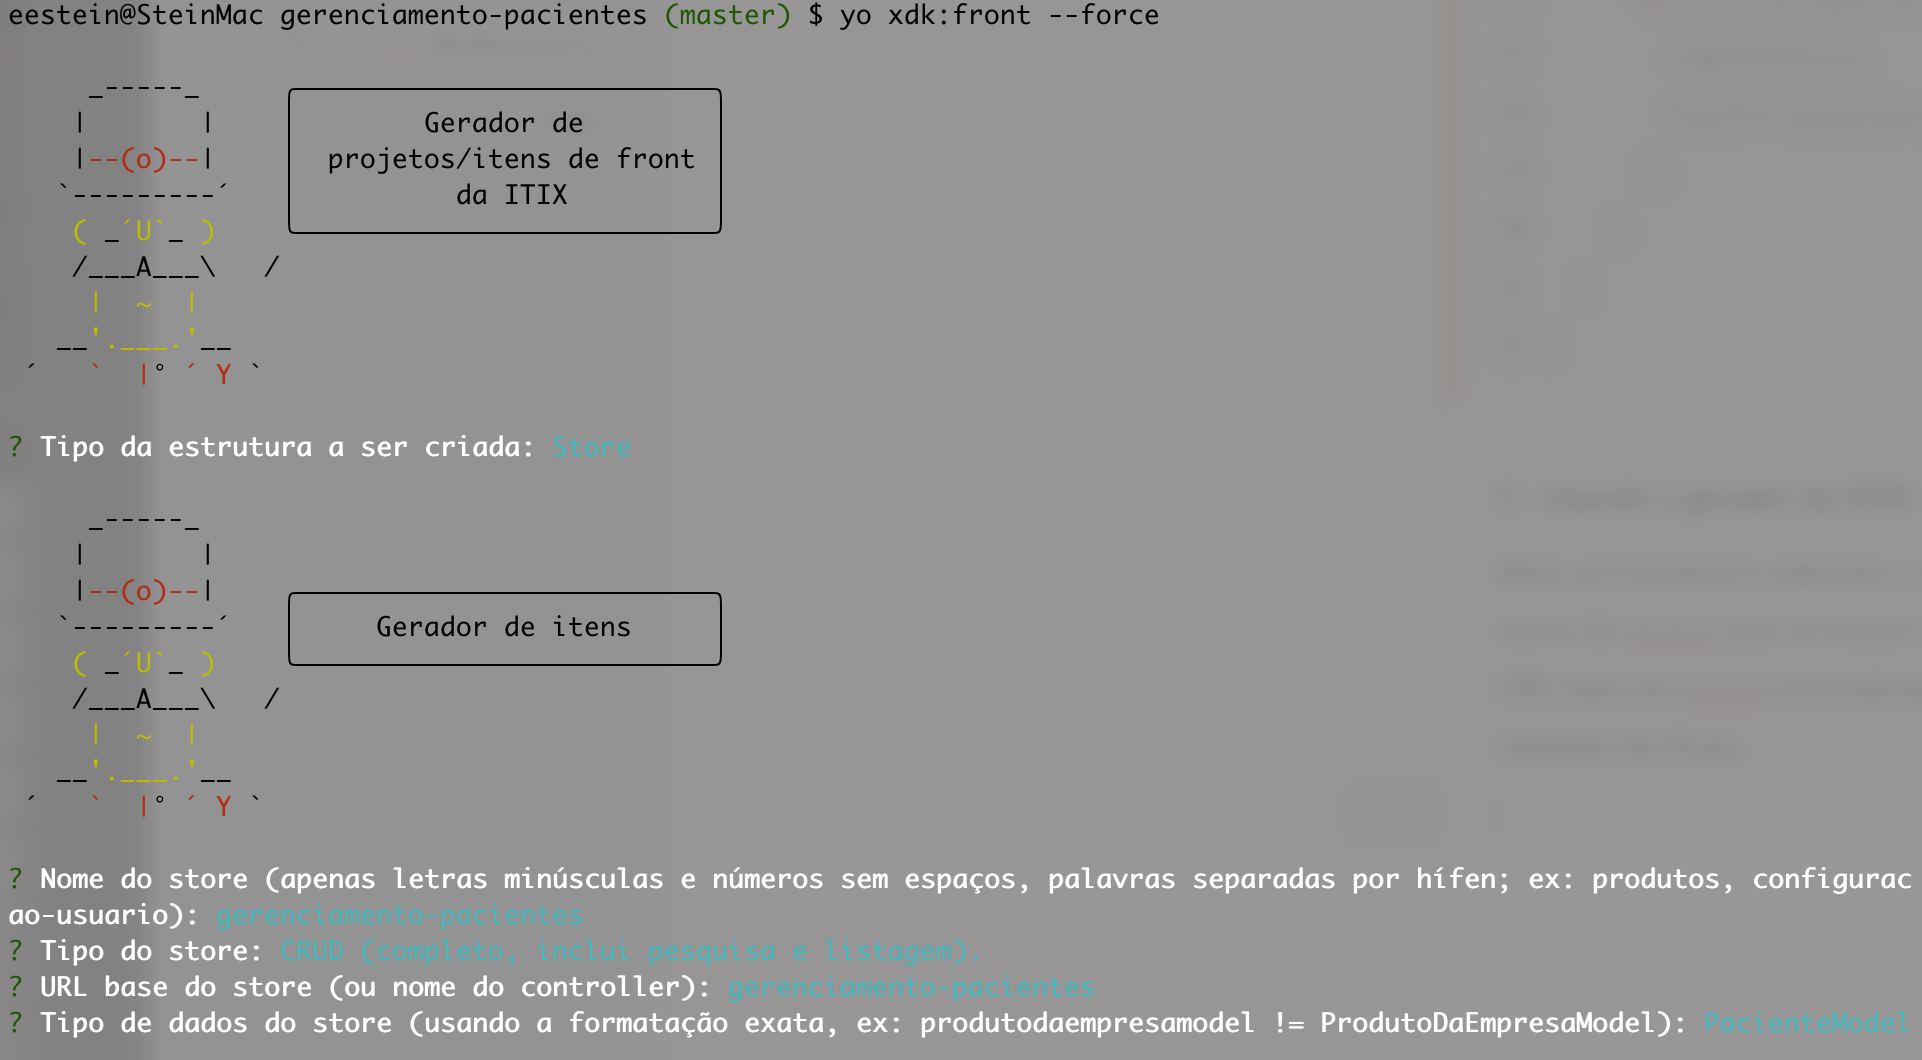 eestein@SteinMac gerenciamento-pacientes (master) $ yo xdk:front --force
     _-----_
    |       |
    |--(o)--|
   `---------´
    ( _´U`_ )
    /___A___\   /
     |  ~  |
   __'.___.'__
 ´   `  |° ´ Y `
Gerador de
projetos/itens de front
da ITIX
? Tipo da estrutura a ser criada: Store
     _-----_
    |       |
    |--(o)--|
   `---------´
    ( _´U`_ )
    /___A___\   /
     |  ~  |
   __'.___.'__
 ´   `  |° ´ Y `
Gerador de itens
? Nome do store (apenas letras minúsculas e números sem espaços, palavras separadas por hífen; ex: produtos, configurac
ao-usuario): gerenciamento-pacientes
? Tipo do store: CRUD (completo, inclui pesquisa e listagem).
? URL base do store (ou nome do controller): gerenciamento-pacientes
? Tipo de dados do store (usando a formatação exata, ex: produtodaempresamodel != ProdutoDaEmpresaModel): PacienteModel